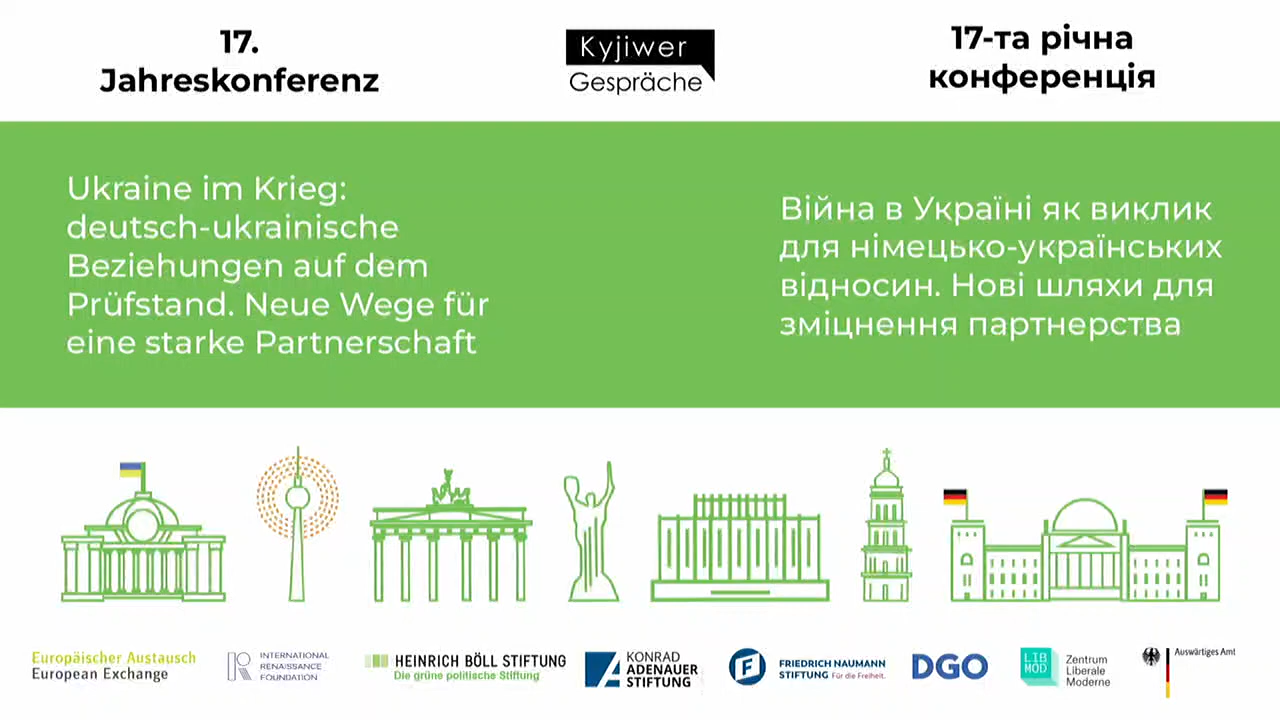 17.
Jahreskonferenz
Kyjiwer
Gespräche
17-та річна
конференція
Ukraine im Krieg:
deutsch-ukrainische
Beziehungen auf dem
Prüfstand. Neue Wege für
eine starke Partnerschaft
Війна в Україні як виклик
для німецько-українських
відносин. Нові шляхи для
зміцнення партнерства
Europäischer Austausch
European Exchange
INTERNATIONAL
RENAISSANCE
FOUNDATION
HEINRICH BÖLL STIFTUNG
Die grüne politische Stiftung
KONRAD
ADENAUER
STIFTUNG
FRIEDRICH NAUMANN
STIFTUNG Für die Freiheit.
DGO
LIB
MOD
Zentrum
Liberale
Moderne
Auswärtiges Amt